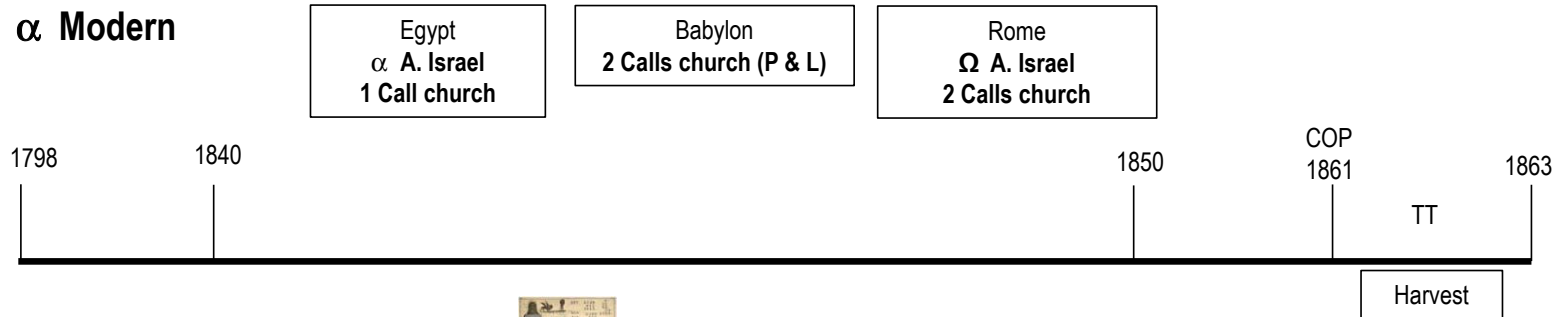 α Modern
Egypt
α A. Israel
1 Call church
Babylon
2 Calls church (P & L)
Rome
Ω A. Israel
2 Calls church
1798
1840
1850
COP
1861
1863
TT
Harvest